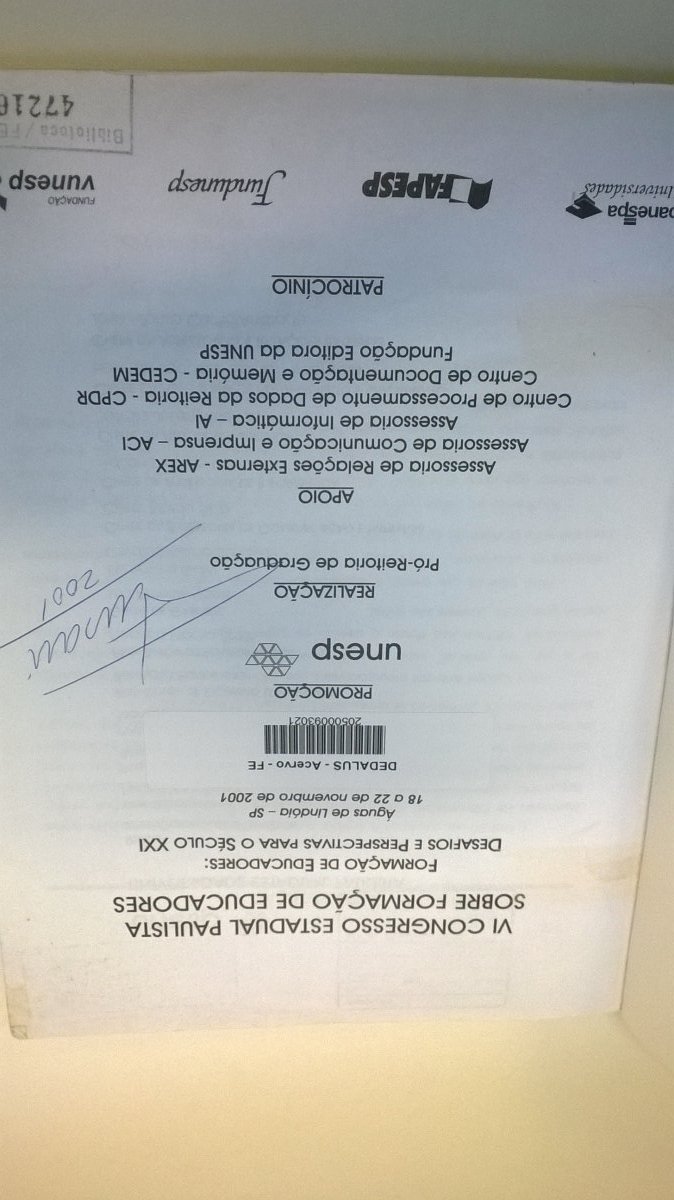 VI CONGRESSO ESTADUAL PAULISTA
SOBRE FORMAÇÃO DE EDUCADORES
FORMAÇÃO DE EDUCADORES:
DESAFIOS E PERSPECTIVAS PARA O SÉCULO XXI
Águas de Lindóia – SP
18 a 22 de novembro de 2001
DEDALUS - Acervo - FE
20500093021
PROMOÇÃO
unesp
REALIZAÇÃO
Pró-Reitoria de Graduação
2001
APOIO
Assessoria de Relações Externas - AREX
Assessoria de Comunicação e Imprensa – ACI
Assessoria de Informática – AI
Centro de Processamento de Dados da Reitoria - CPDR
Centro de Documentação e Memória - CEDEM
Fundação Editora da UNESP
PATROCÍNIO
banespa
Universidades
FAPESP
Fundunesp
FUNDAÇÃO
vunesp
Biblioteca / FE
47216